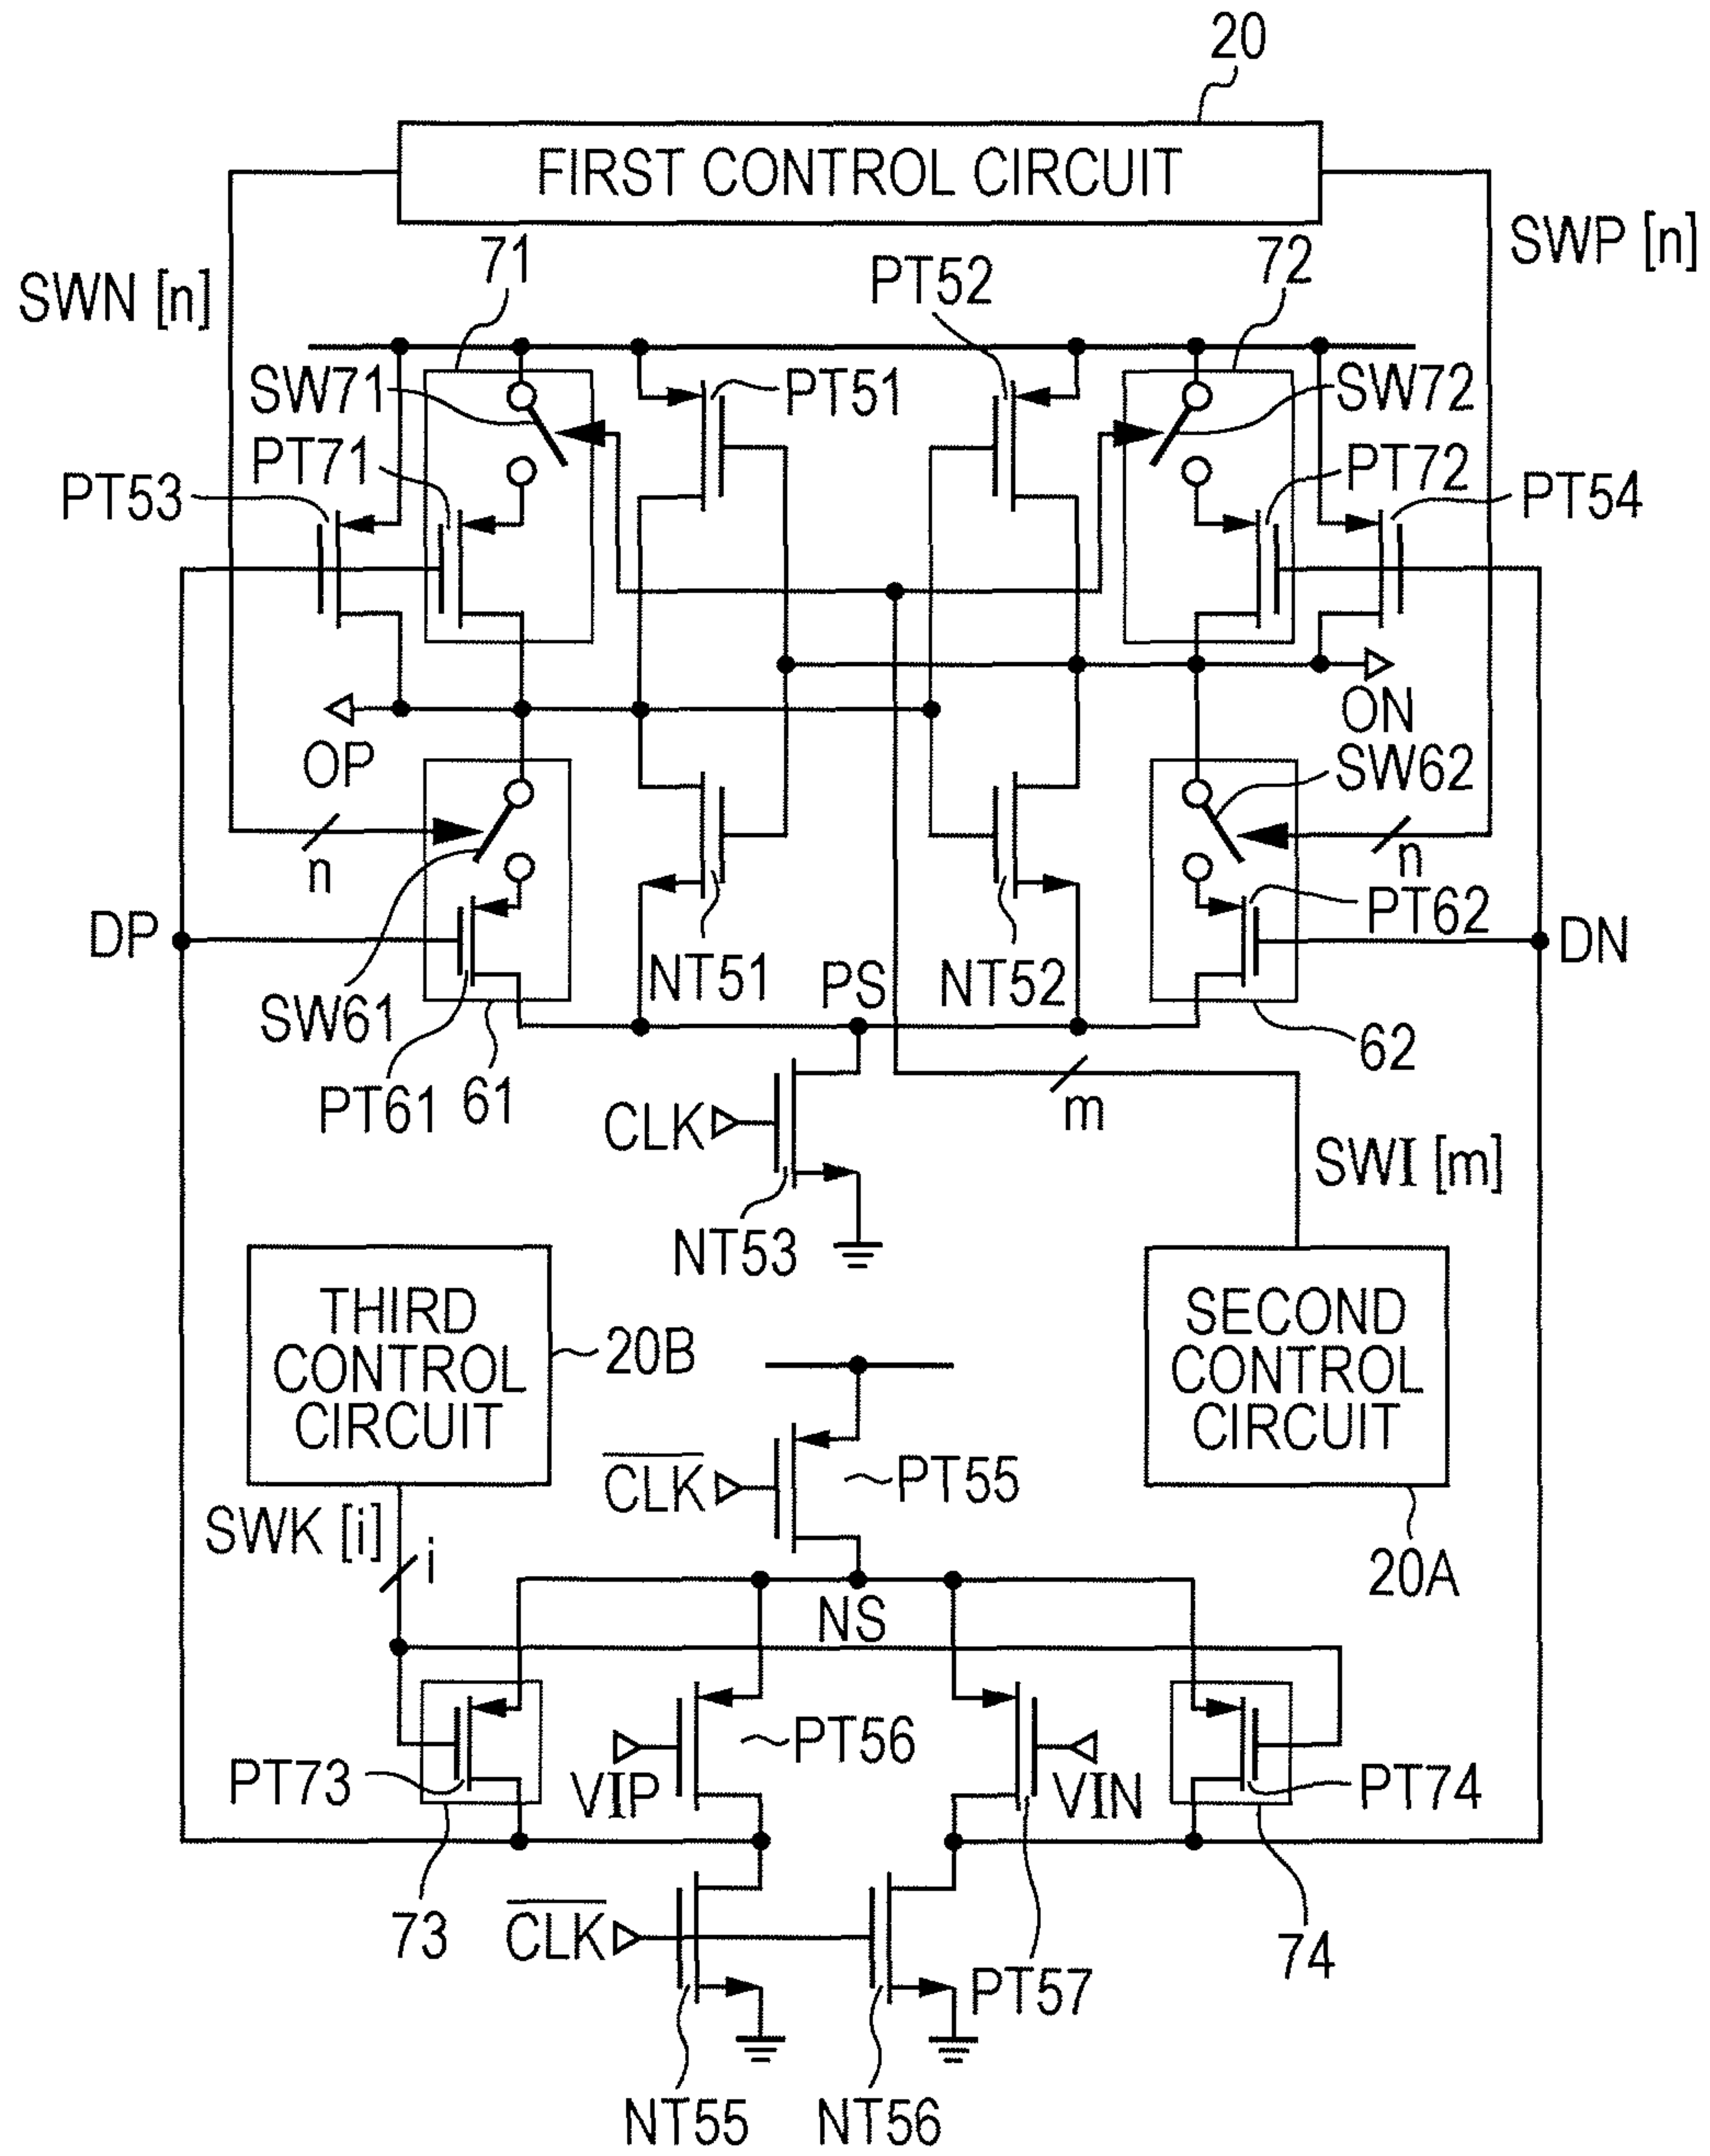 20
FIRST CONTROL CIRCUIT
SWN [n]
71
PT52
72
SWP [n]
SW71
PT51
SW72
PT71
PT72
PT53
PT54
OP
ON
SW62
n
n
DP
PT62
DN
NT51
PS
NT52
SW61
62
PT61
61
CLK
m
SWI [m]
NT53
THIRD
CONTROL
CIRCUIT
20B
SECOND
CONTROL
CIRCUIT
CLK
PT55
SWK [i]
i
20A
NS
PT73
VIP
PT56
VIN
PT74
73
CLK
PT57
74
NT55
NT56